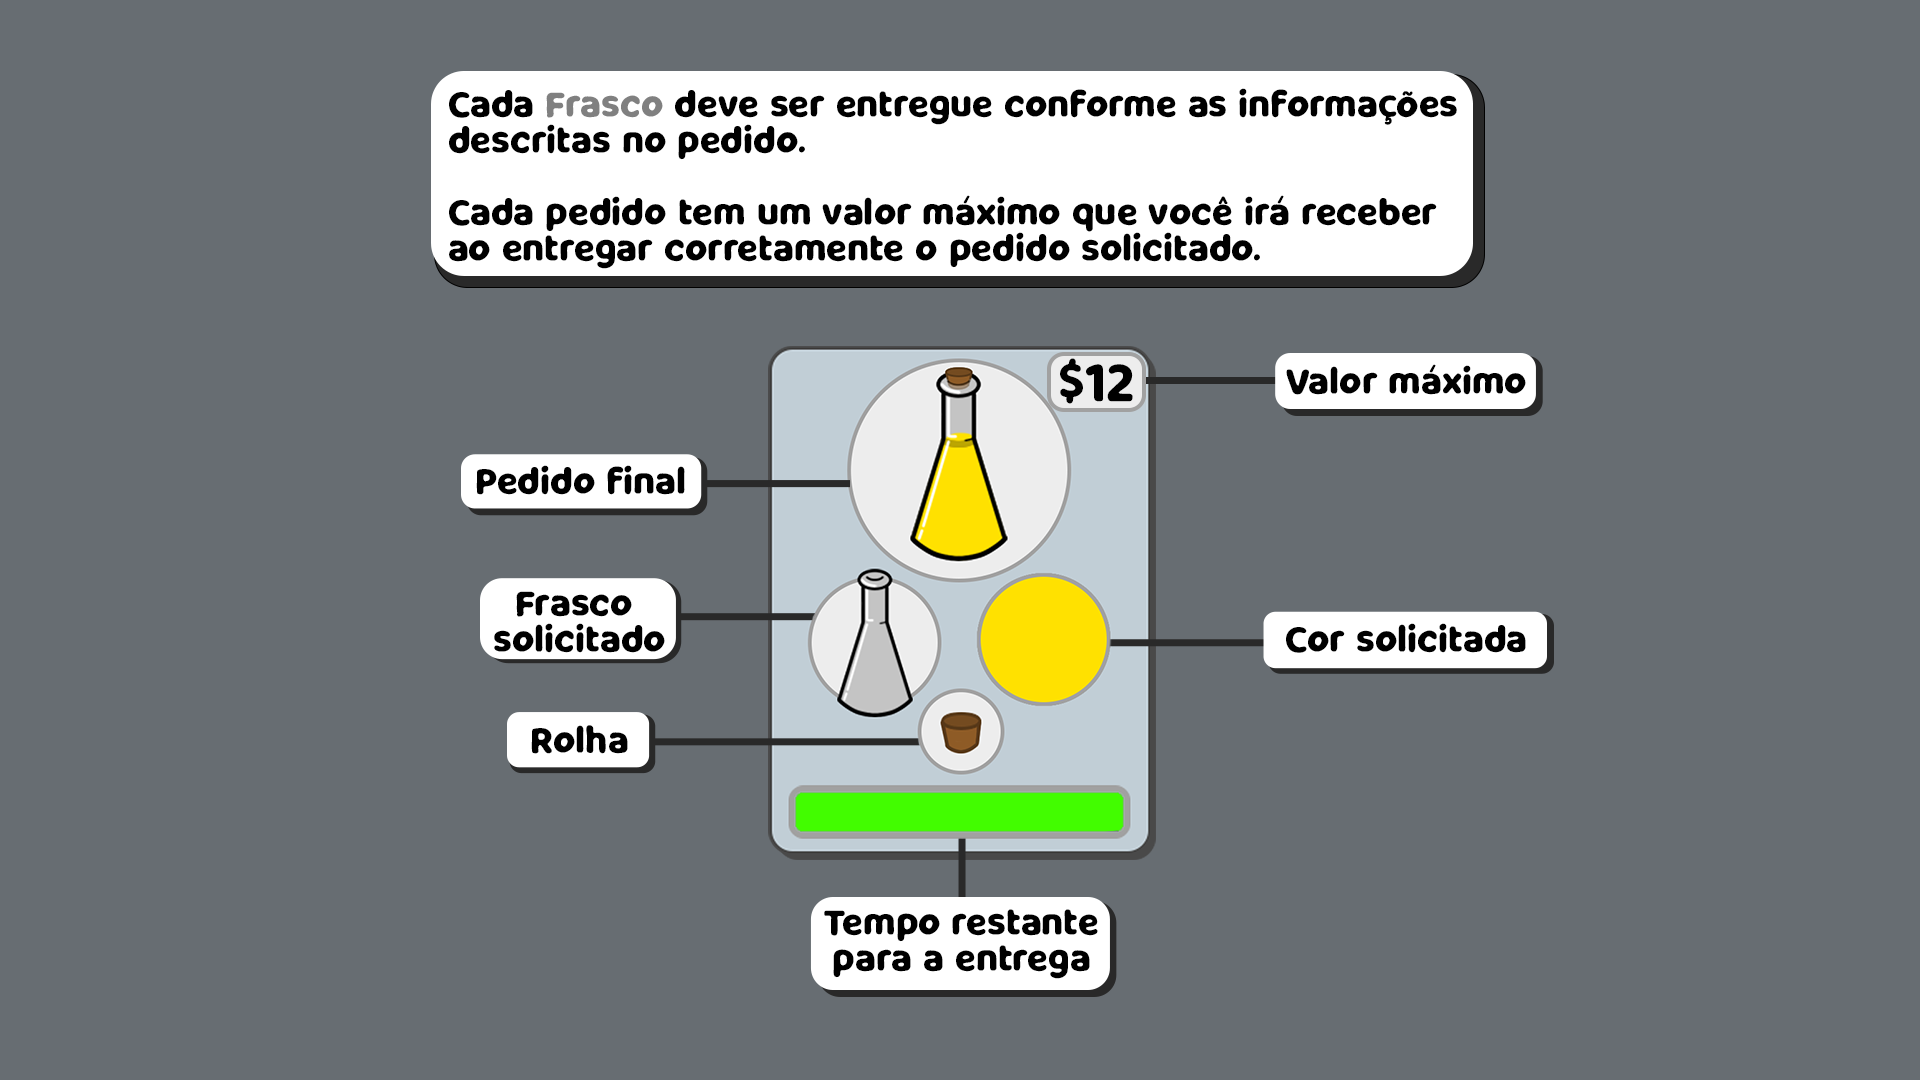 Cada Frasco deve ser entregue conforme as informações
descritas no pedido.
Cada pedido tem um valor máximo que você irá receber
ao entregar corretamente o pedido solicitado.
$12
Valor máximo
Pedido final
Frasco
solicitado
Cor solicitada
Rolha
Tempo restante
para a entrega